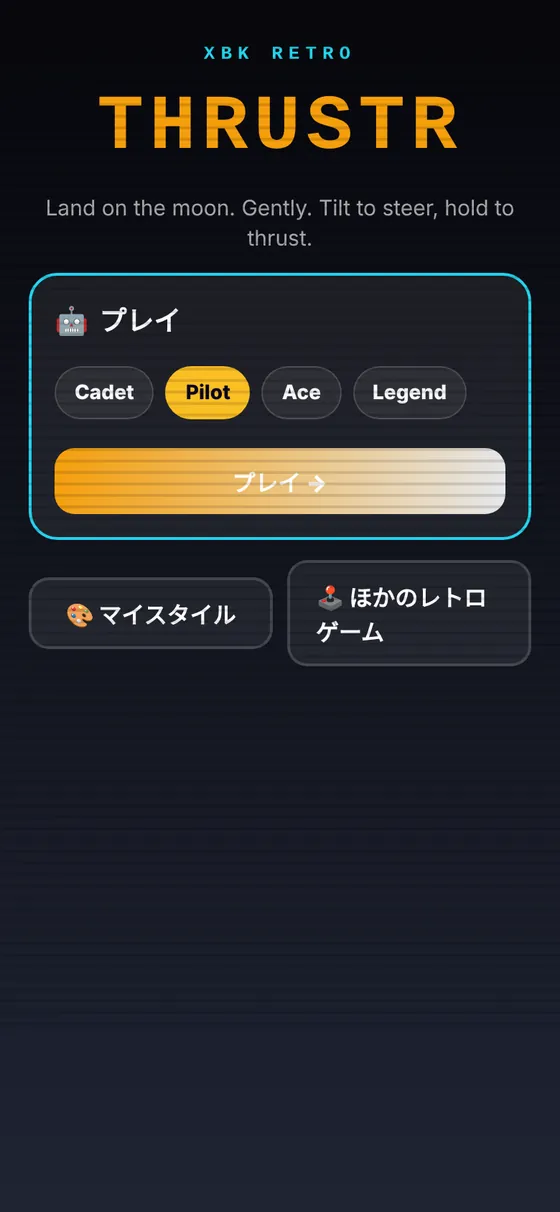 XBK RETRO
THRUSTR
Land on the moon. Gently. Tilt to steer, hold to
thrust.
🤖 プレイ
Cadet Pilot Ace Legend
プレイ →
🎨 マイスタイル
🕹️ ほかのレトロ
ゲーム